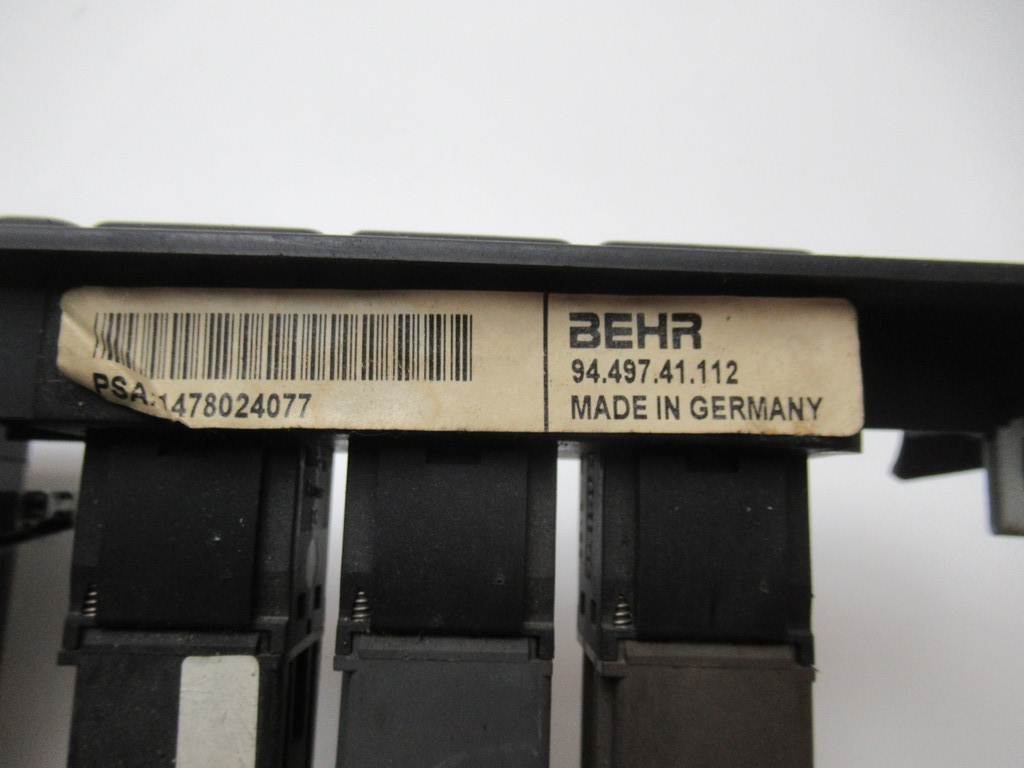 PSA:1478024077
BEHR
94.497.41.112
MADE IN GERMANY